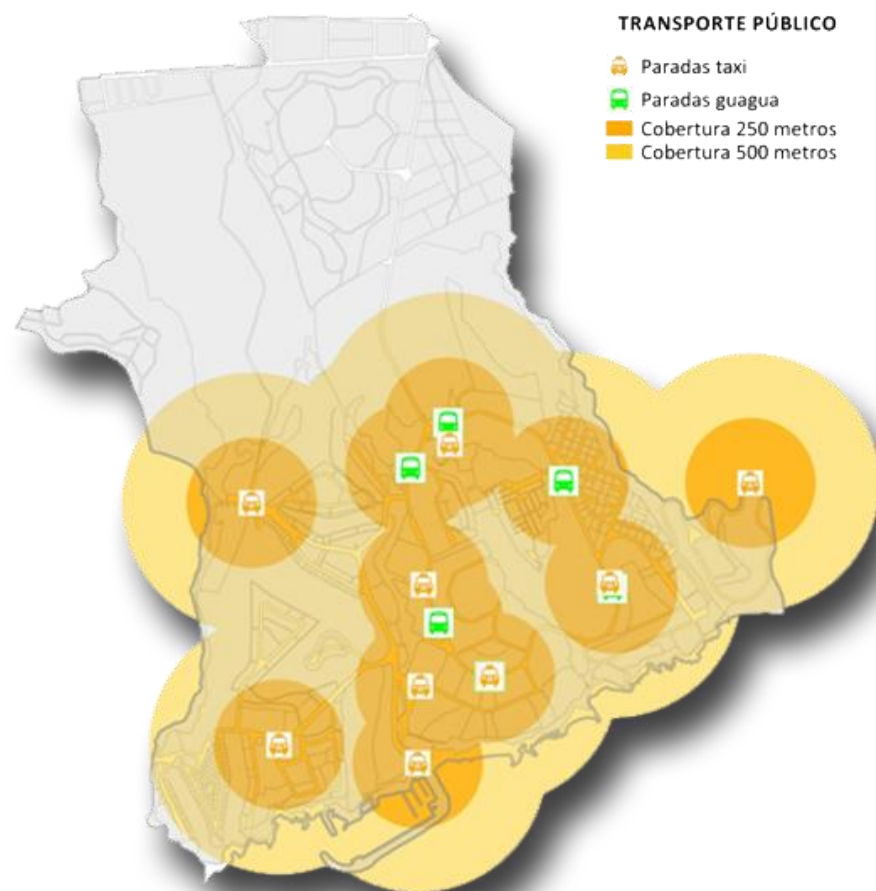 TRANSPORTE PÚBLICO
Paradas taxi
Paradas guagua
Cobertura 250 metros
Cobertura 500 metros